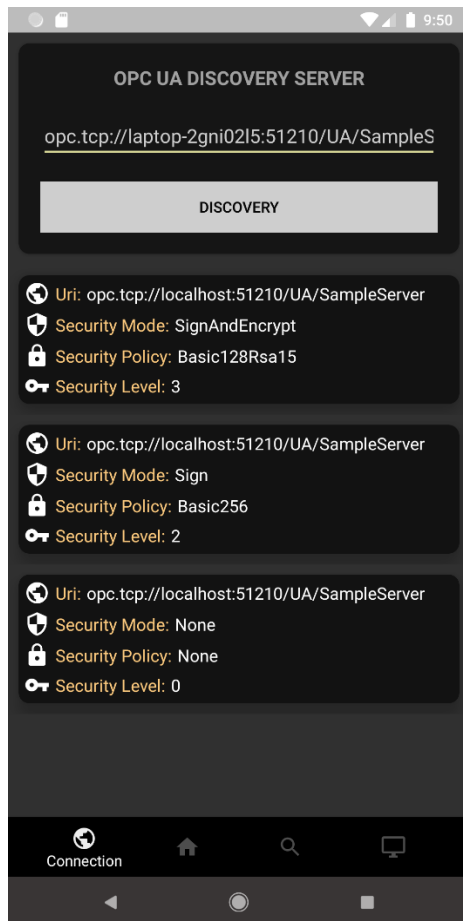 9:50
OPC UA DISCOVERY SERVER
opc.tcp://laptop-2gni02l5:51210/UA/SampleS
DISCOVERY
Uri: opc.tcp://localhost:51210/UA/SampleServer
Security Mode: SignAndEncrypt
Security Policy: Basic128Rsa15
Security Level: 3
Uri: opc.tcp://localhost:51210/UA/SampleServer
Security Mode: Sign
Security Policy: Basic256
Security Level: 2
Uri: opc.tcp://localhost:51210/UA/SampleServer
Security Mode: None
Security Policy: None
Security Level: 0
Connection